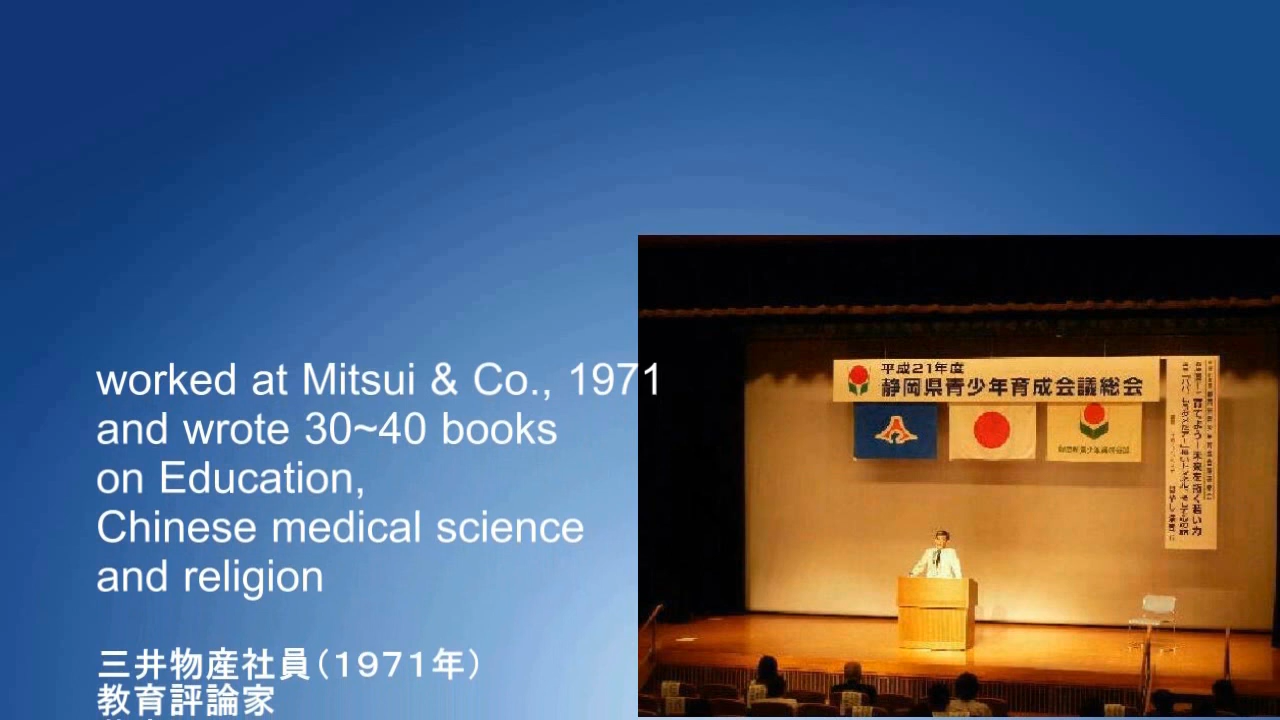 worked at Mitsui & Co., 1971
and wrote 30~40 books
on Education,
Chinese medical science
and religion
三井物産社員（１９７１年）
教育評論家
平成21年度
静岡県青少年育成会議総会